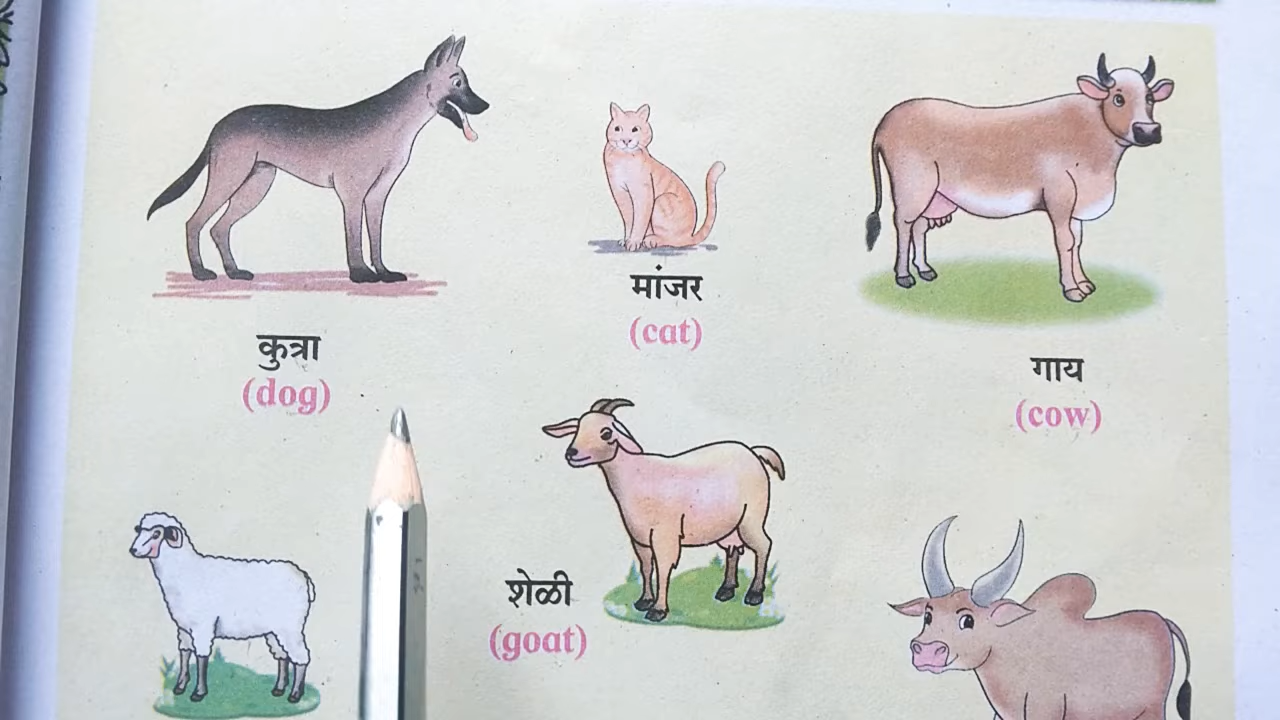 कुत्रा
(dog)
मांजर
(cat)
गाय
(cow)
शेळी
(goat)